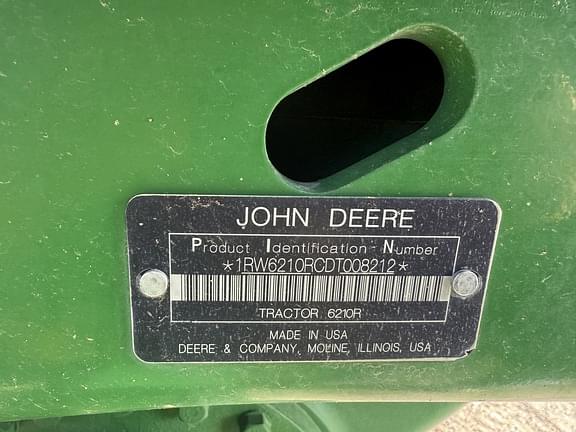 JOHN DEERE
Product Identification Number
*1RW6210RCDT008212*
TRACTOR 6210R
MADE IN USA
DEERE & COMPANY, MOLINE, ILLINOIS, USA